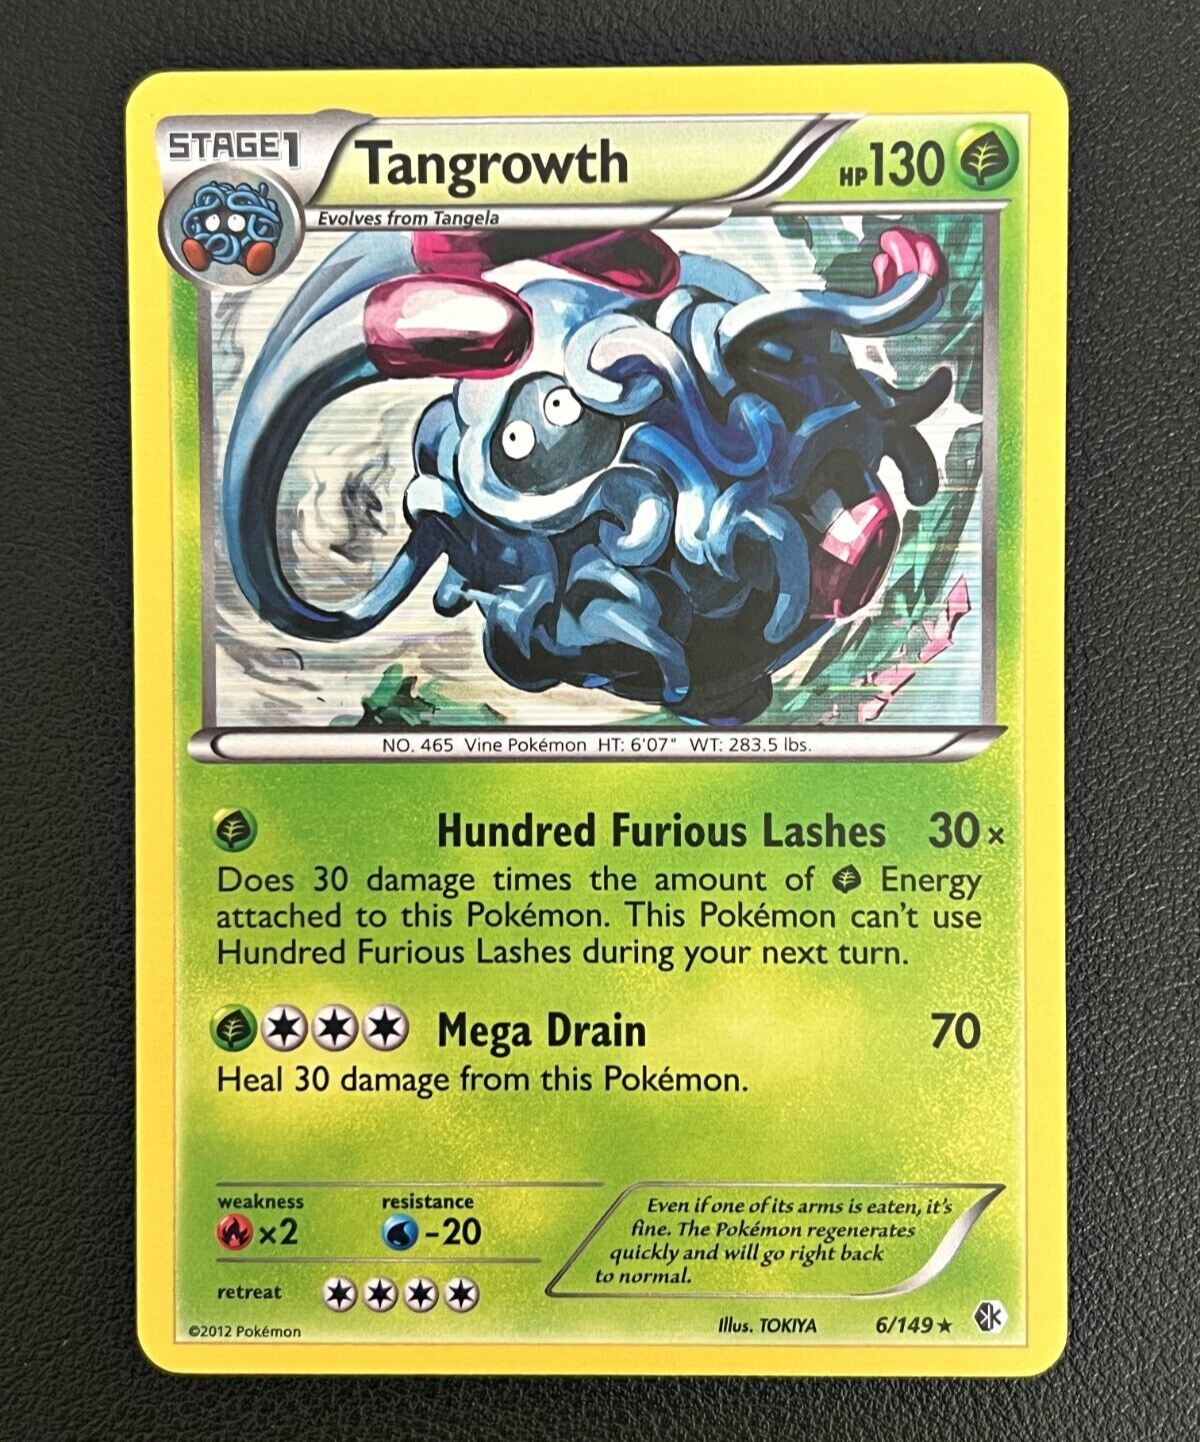 STAGE1
Tangrowth
HP130
Evolves from Tangela
NO. 465 Vine Pokémon HT: 6'07" WT: 283.5 lbs.
Hundred Furious Lashes 30×
Does 30 damage times the amount of Energy
attached to this Pokémon. This Pokémon can't use
Hundred Furious Lashes during your next turn.
Mega Drain 70
Heal 30 damage from this Pokémon.
weakness
×2
resistance
-20
retreat
Even if one of its arms is eaten, it's
fine. The Pokémon regenerates
quickly and will go right back
to normal.
©2012 Pokémon
Illus. TOKIYA
6/149★